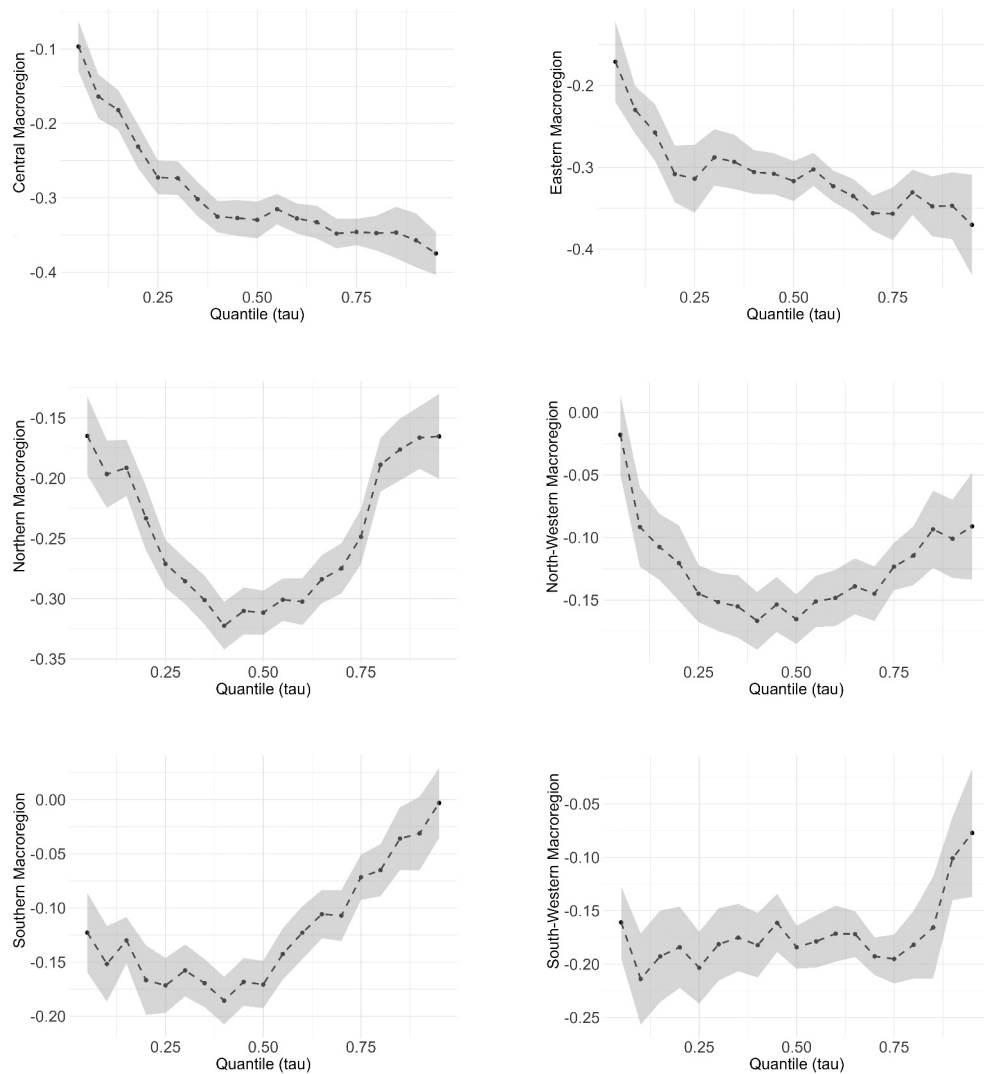 Central Macroregion
-0.1
-0.2
-0.3
-0.4
0.25 0.50 0.75
Quantile (tau)
Eastern Macroregion
-0.2
-0.3
-0.4
0.25 0.50 0.75
Quantile (tau)
Northern Macroregion
-0.15
-0.20
-0.25
-0.30
-0.35
0.25 0.50 0.75
Quantile (tau)
North-Western Macroregion
0.00
-0.05
-0.10
-0.15
0.25 0.50 0.75
Quantile (tau)
Southern Macroregion
0.00
-0.05
-0.10
-0.15
-0.20
0.25 0.50 0.75
Quantile (tau)
South-Western Macroregion
-0.05
-0.10
-0.15
-0.20
-0.25
0.25 0.50 0.75
Quantile (tau)